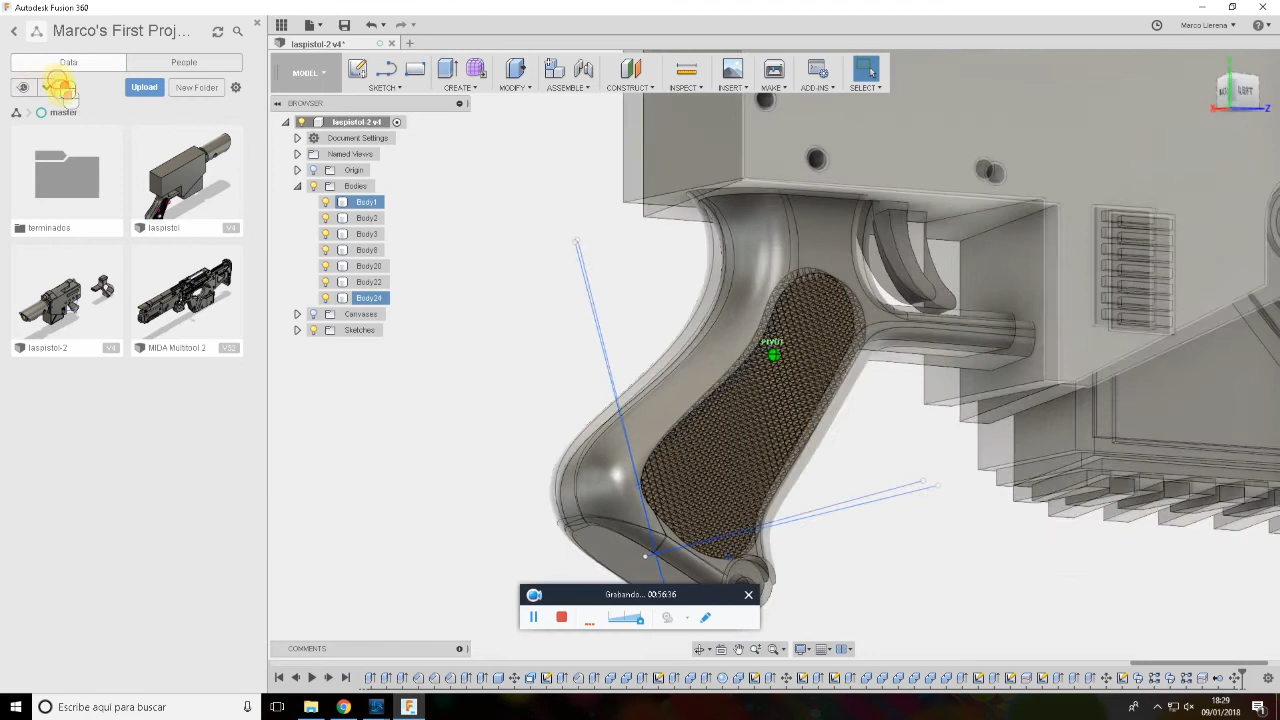 Autodesk Fusion 360
Marco's First Proj...
Data
People
Upload
New Folder
master
terminados
laspistol
V4
laspistol-2
V4
MIDA Multitool 2
V52
laspistol-2 v4*
Marco Llerena
MODEL
SKETCH
CREATE
MODIFY
ASSEMBLE
CONSTRUCT
INSPECT
INSERT
MAKE
ADD-INS
SELECT
BROWSER
laspistol-2 v4
Document Settings
Named Views
Origin
Bodies
Body1
Body2
Body3
Body8
Body20
Body22
Body24
Canvases
Sketches
Y
LEFT
X
Z
PIVOT
Grabando... 00:56:36
COMMENTS
Escribe aquí para buscar
18:29
09/01/2018